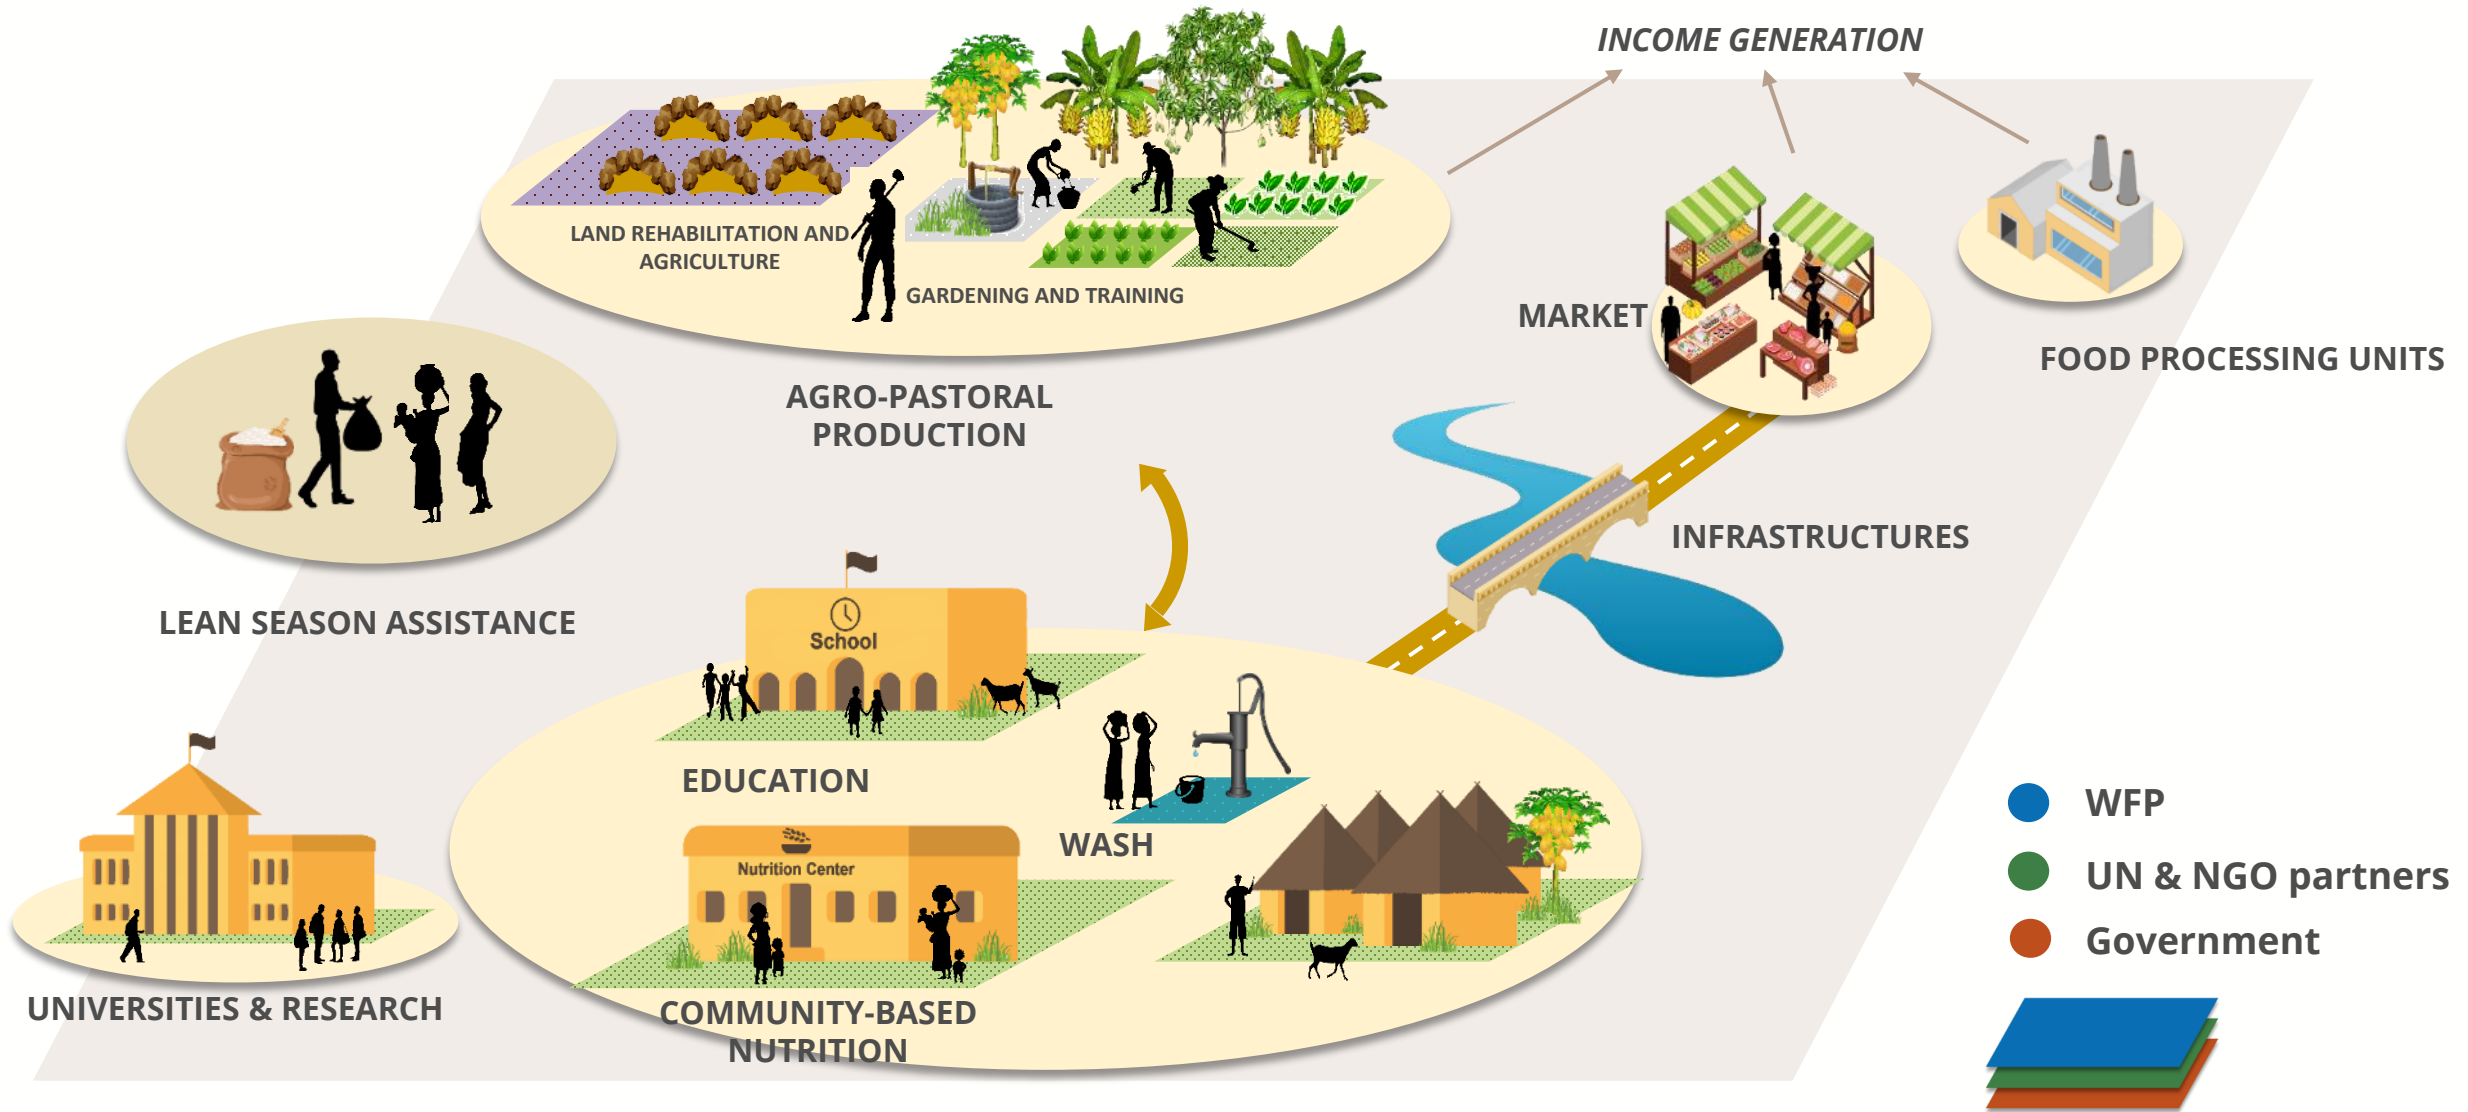 INCOME GENERATION
LAND REHABILITATION AND
AGRICULTURE
GARDENING AND TRAINING
MARKET
FOOD PROCESSING UNITS
AGRO-PASTORAL
PRODUCTION
INFRASTRUCTURES
LEAN SEASON ASSISTANCE
School
EDUCATION
WASH
Nutrition Center
UNIVERSITIES & RESEARCH
COMMUNITY-BASED
NUTRITION
WFP
UN & NGO partners
Government